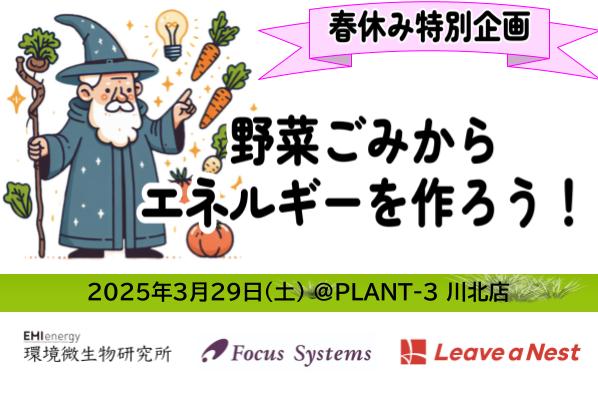 春休み特別企画
野菜ごみから
エネルギーを作ろう！
2025年3月29日(土) @PLANT-3 川北店
EHIenergy
環境微生物研究所
Focus Systems
Leave a Nest